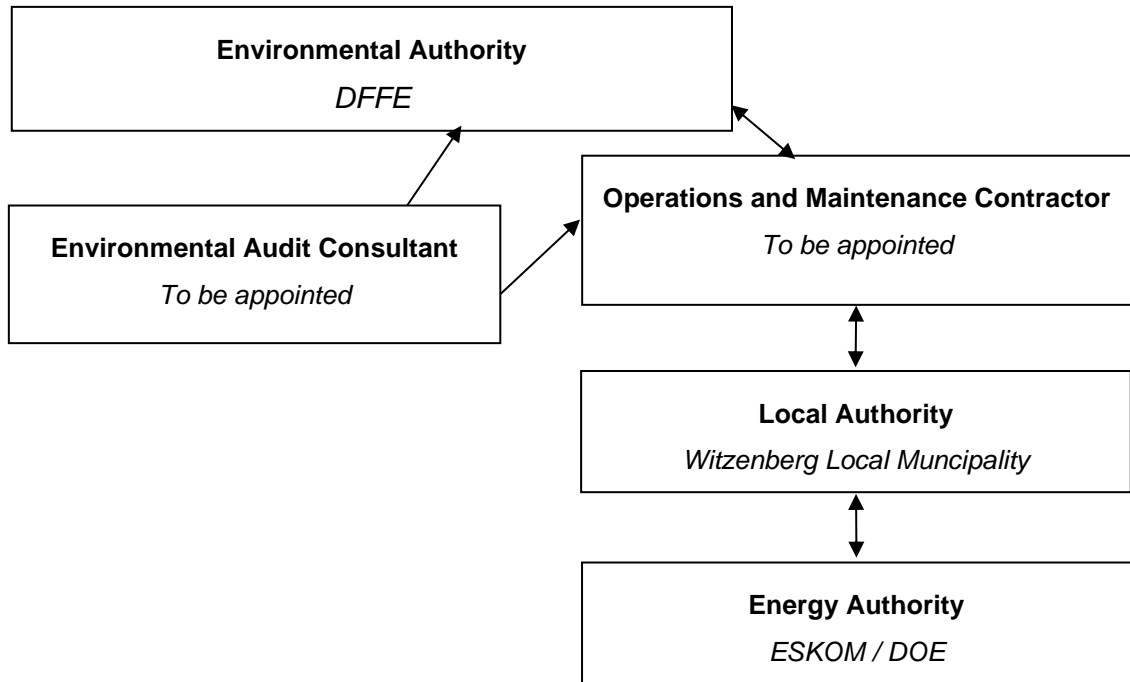 Environmental Authority
DFFE
Operations and Maintenance Contractor
To be appointed
Environmental Audit Consultant
To be appointed
Local Authority
Witzenberg Local Muncipality
Energy Authority
ESKOM / DOE